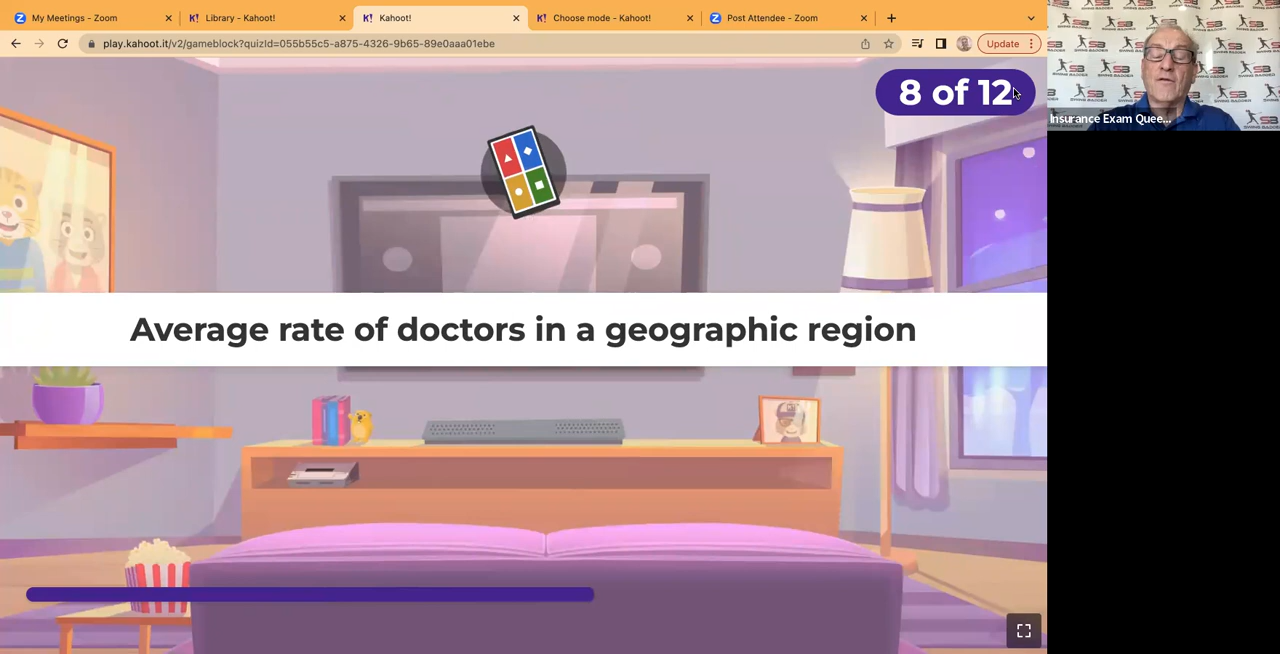 My Meetings - Zoom
Library - Kahoot!
Kahoot!
Choose mode - Kahoot!
Post Attendee - Zoom
play.kahoot.it/v2/gameblock?quizId=055b55c5-a875-4326-9b65-89e0aaa01ebe
Update
8 of 12
Insurance Exam Quee...
Average rate of doctors in a geographic region